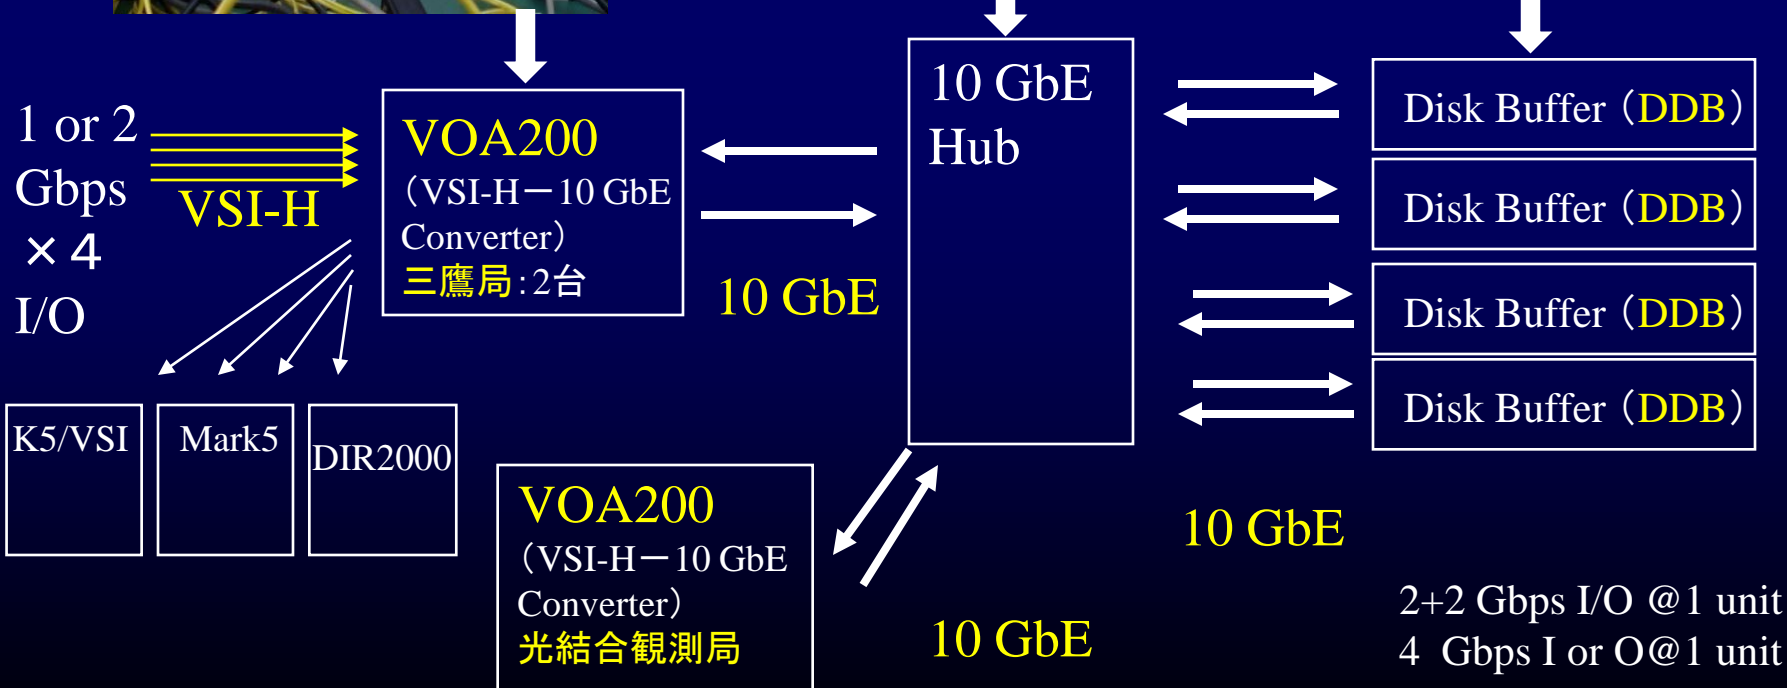 1 or 2
Gbps
×4
I/O
VSI-H
VOA200
（VSI-H－10 GbE
Converter）
三鷹局：2台
10 GbE
10 GbE
Hub
Disk Buffer（DDB）
Disk Buffer（DDB）
Disk Buffer（DDB）
Disk Buffer（DDB）
K5/VSI
Mark5
DIR2000
VOA200
（VSI-H－10 GbE
Converter）
光結合観測局
10 GbE
10 GbE
2+2 Gbps I/O @1 unit
4 Gbps I or O@1 unit